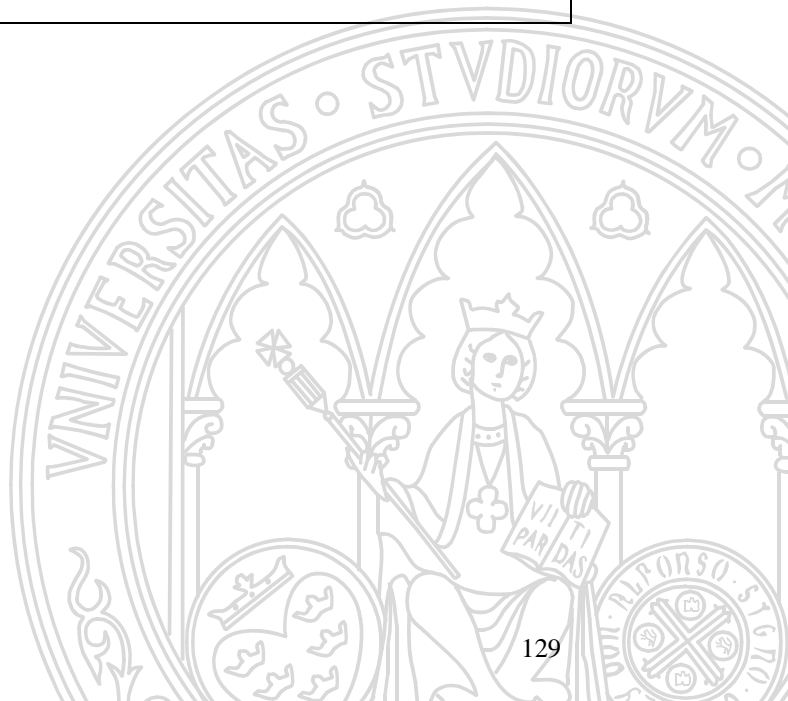 VNIVERSITAS · STVDIORVM ·
VII TI
PAR DAS
ALFONSO · SIGNO ·
129